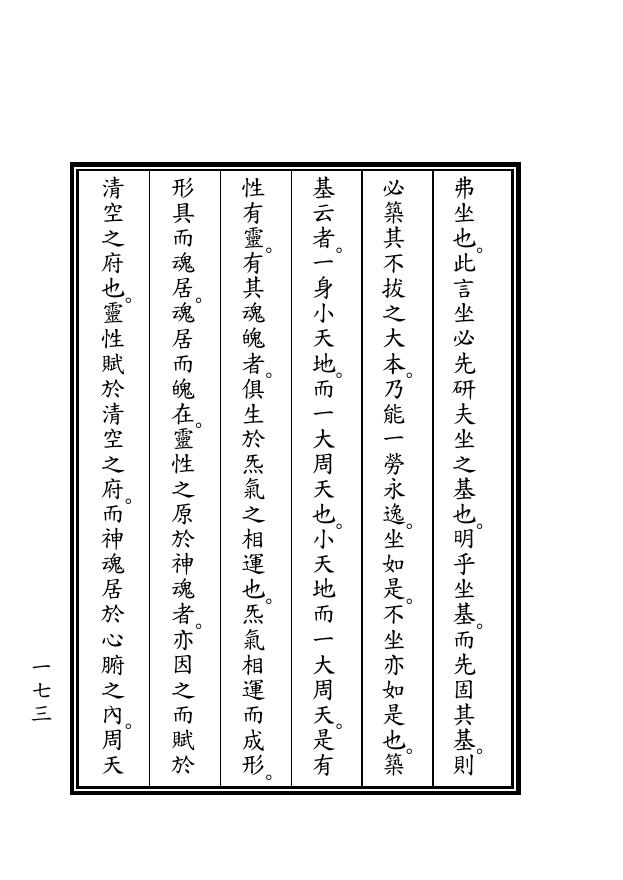 弗坐也。此言坐必先研夫坐之基也。明乎坐基。而先固其基。則
必築其不拔之大本。乃能一勞永逸。坐如是。不坐亦如是也。築
基云者。一身小天地。而一大周天也。小天地而一大周天。是有
性有靈。有其魂魄者。俱生於炁氣之相運也。炁氣相運而成形。
形具而魂居。魂居而魄在。靈性之原於神魂者。亦因之而賦於
清空之府也。靈性賦於清空之府。而神魂居於心腑之內。周天
一七三